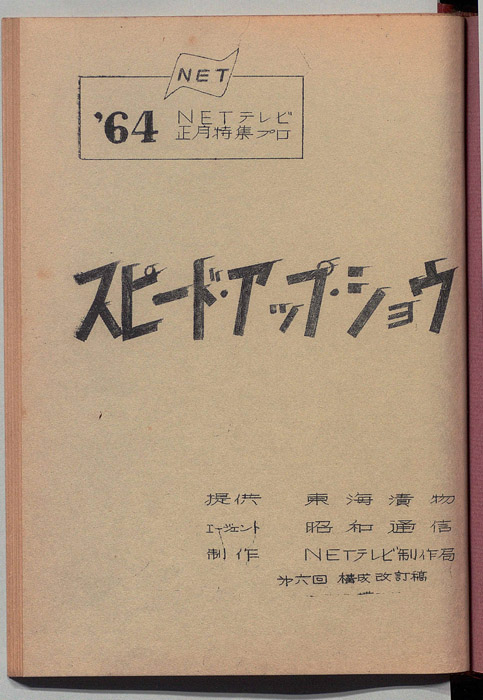 NET
'64 NETテレビ
正月特集プロ
スピード・アップ・ショウ
提供 東海漬物
エージェント 昭和通信
制作 NETテレビ制作局
第六回 構成改訂稿